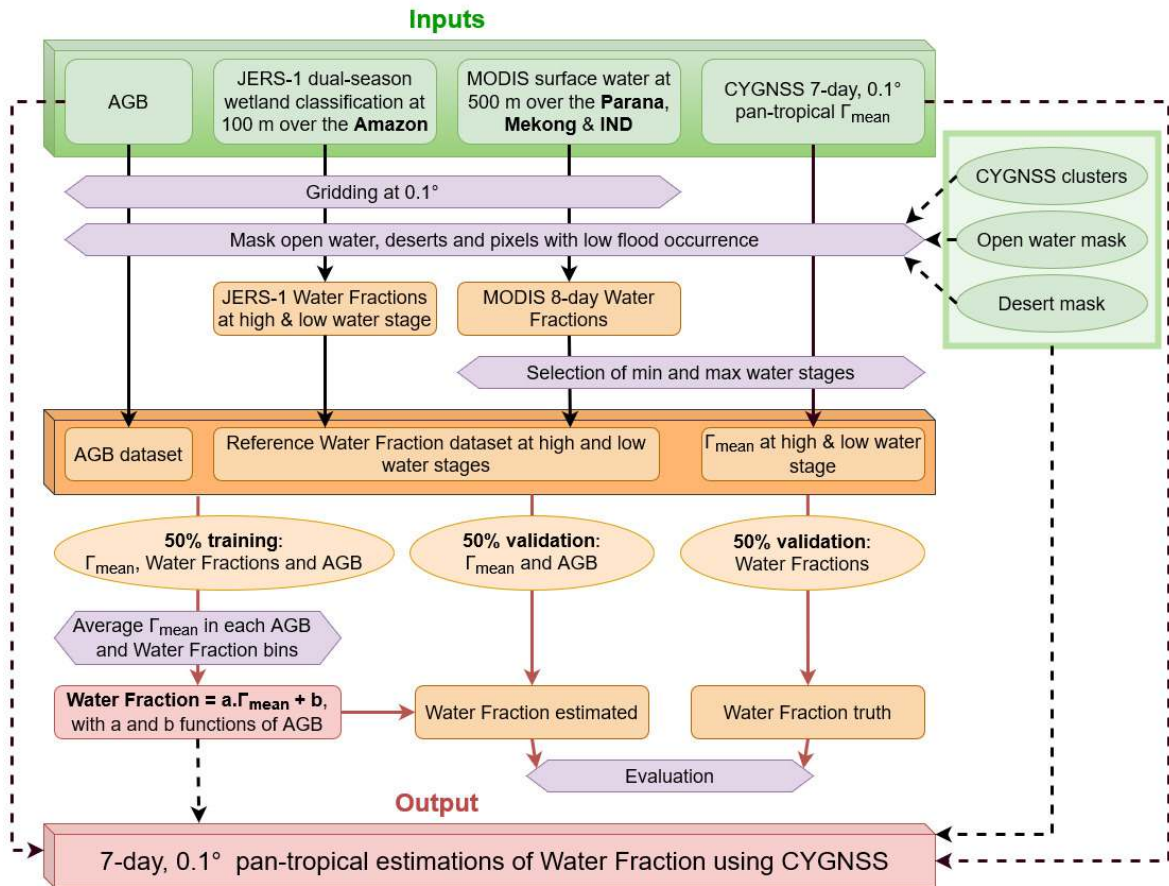 Inputs
AGB
JERS-1 dual-season
wetland classification at
100 m over the Amazon
MODIS surface water at
500 m over the Parana,
Mekong & IND
CYGNSS 7-day, 0.1°
pan-tropical Γmean
CYGNSS clusters
Open water mask
Desert mask
Gridding at 0.1°
Mask open water, deserts and pixels with low flood occurrence
JERS-1 Water Fractions
at high & low water stage
MODIS 8-day Water
Fractions
Selection of min and max water stages
AGB dataset
Reference Water Fraction dataset at high and low
water stages
Γmean at high & low water
stage
50% training:
Γmean, Water Fractions and AGB
50% validation:
Γmean and AGB
50% validation:
Water Fractions
Average Γmean in each AGB
and Water Fraction bins
Water Fraction = a.Γmean + b,
with a and b functions of AGB
Water Fraction estimated
Water Fraction truth
Evaluation
Output
7-day, 0.1° pan-tropical estimations of Water Fraction using CYGNSS